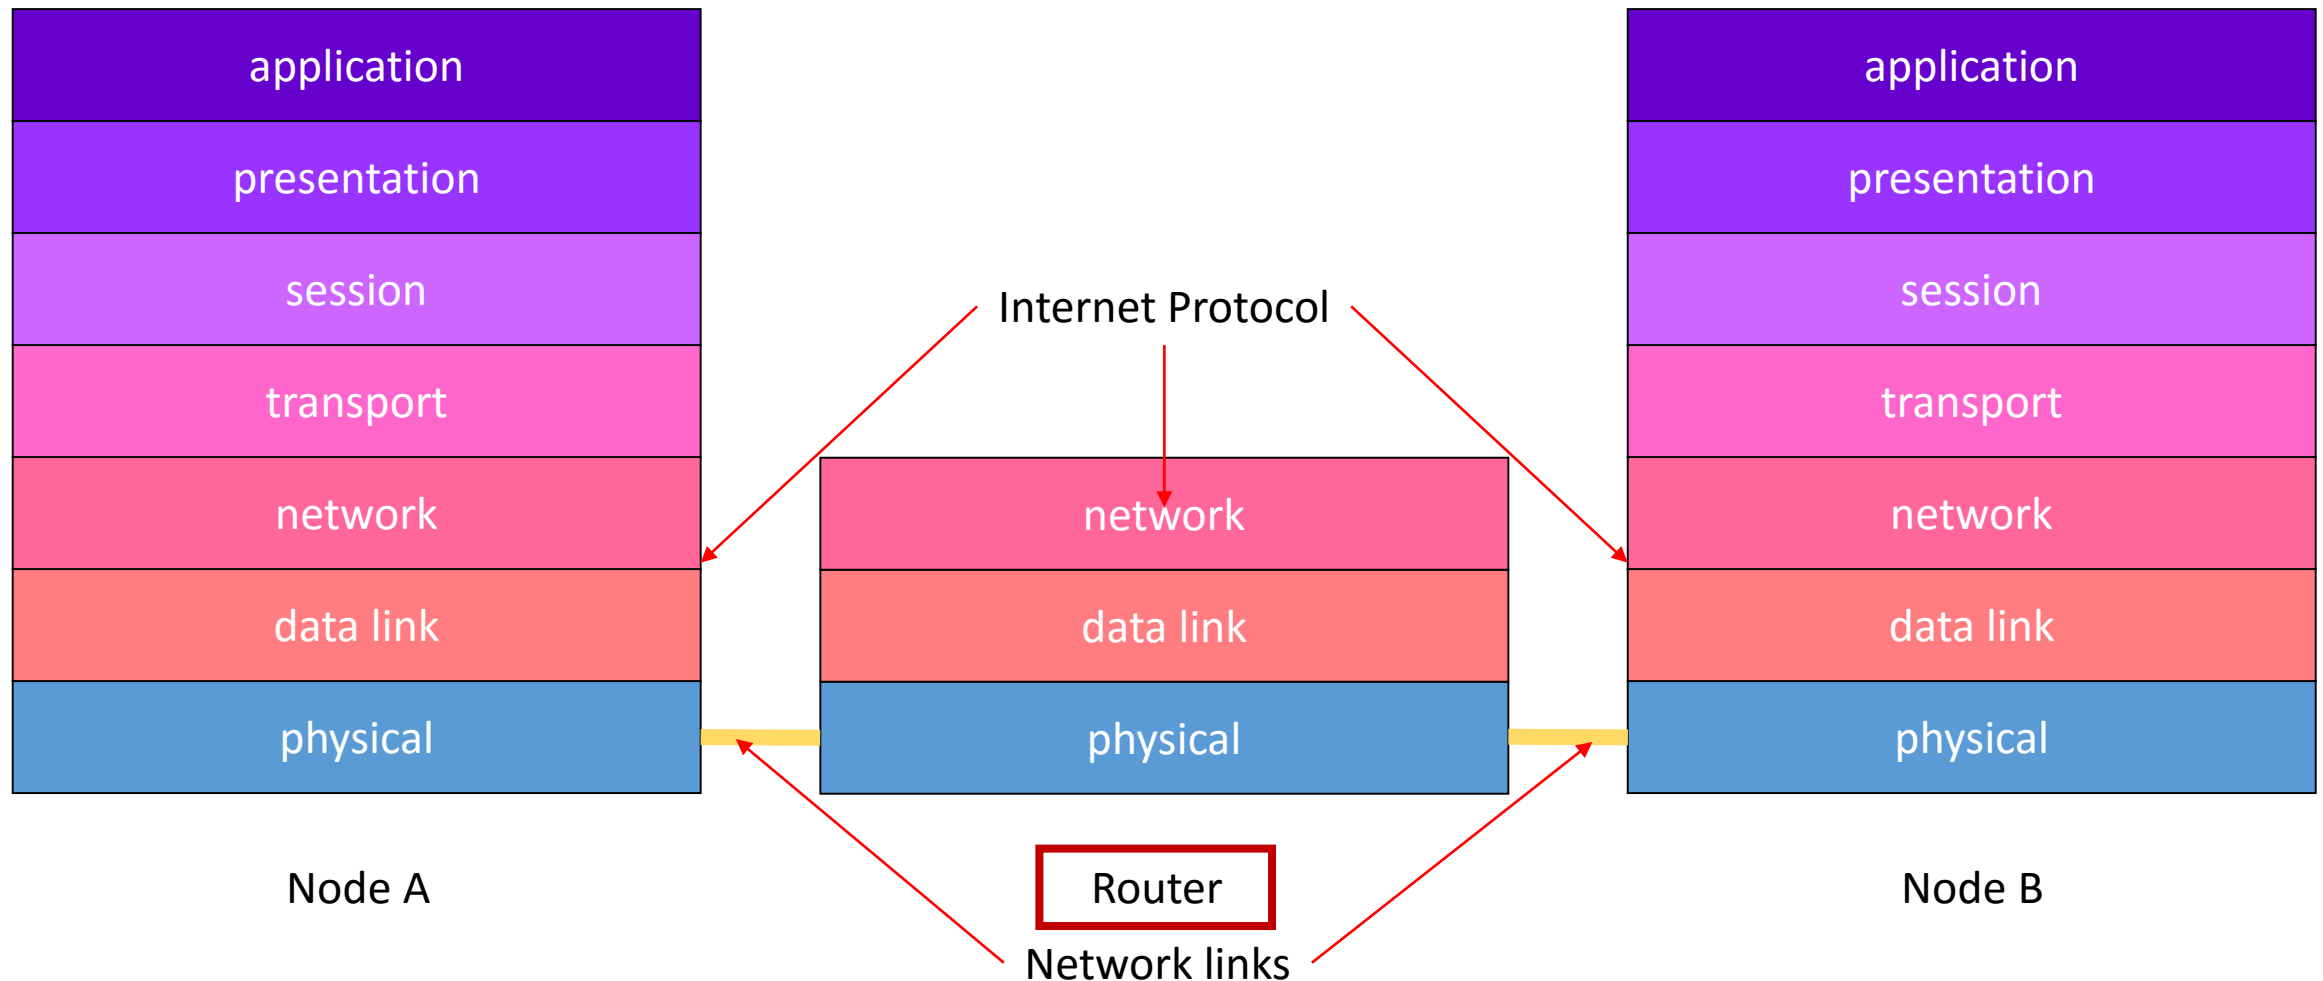 application
presentation
session
transport
network
data link
physical
Node A
Internet Protocol
network
data link
physical
Router
Network links
application
presentation
session
transport
network
data link
physical
Node B